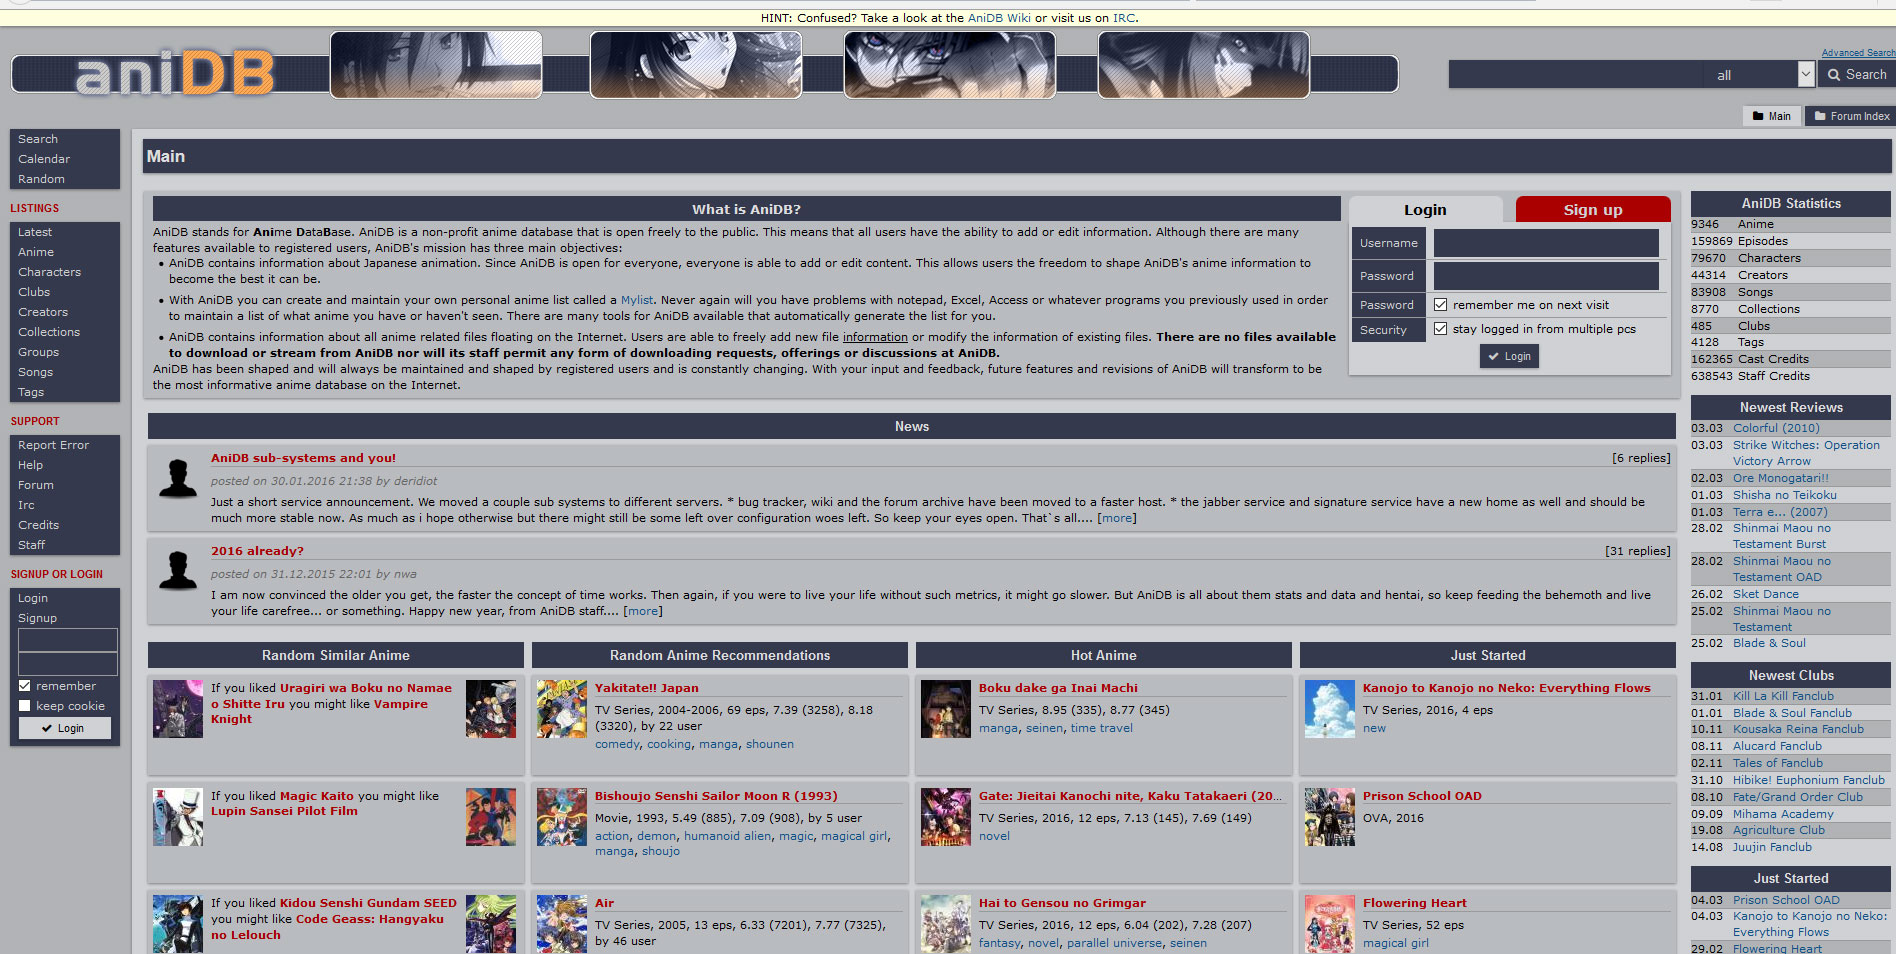 HINT: Confused? Take a look at the AniDB Wiki or visit us on IRC.
aniDB
Advanced Search
all
Search
Main
Forum Index
Search
Calendar
Random
LISTINGS
Latest
Anime
Characters
Clubs
Creators
Collections
Groups
Songs
Tags
SUPPORT
Report Error
Help
Forum
Irc
Credits
Staff
SIGNUP OR LOGIN
Login
Signup
remember
keep cookie
Login
Main
What is AniDB?
AniDB stands for Anime DataBase. AniDB is a non-profit anime database that is open freely to the public. This means that all users have the ability to add or edit information. Although there are many
features available to registered users, AniDB's mission has three main objectives:
• AniDB contains information about Japanese animation. Since AniDB is open for everyone, everyone is able to add or edit content. This allows users the freedom to shape AniDB's anime information to
become the best it can be.
• With AniDB you can create and maintain your own personal anime list called a Mylist. Never again will you have problems with notepad, Excel, Access or whatever programs you previously used in order
to maintain a list of what anime you have or haven't seen. There are many tools for AniDB available that automatically generate the list for you.
• AniDB contains information about all anime related files floating on the Internet. Users are able to freely add new file information or modify the information of existing files. There are no files available
to download or stream from AniDB nor will its staff permit any form of downloading requests, offerings or discussions at AniDB.
AniDB has been shaped and will always be maintained and shaped by registered users and is constantly changing. With your input and feedback, future features and revisions of AniDB will transform to be
the most informative anime database on the Internet.
Login
Sign up
Username
Password
Password
remember me on next visit
Security
stay logged in from multiple pcs
Login
News
AniDB sub-systems and you!
[6 replies]
posted on 30.01.2016 21:38 by deridiot
Just a short service announcement. We moved a couple sub systems to different servers. * bug tracker, wiki and the forum archive have been moved to a faster host. * the jabber service and signature service have a new home as well and should be
much more stable now. As much as i hope otherwise but there might still be some left over configuration woes left. So keep your eyes open. That`s all.... [more]
2016 already?
[31 replies]
posted on 31.12.2015 22:01 by nwa
I am now convinced the older you get, the faster the concept of time works. Then again, if you were to live your life without such metrics, it might go slower. But AniDB is all about them stats and data and hentai, so keep feeding the behemoth and live
your life carefree... or something. Happy new year, from AniDB staff.... [more]
Random Similar Anime
If you liked Uragiri wa Boku no Namae
o Shitte Iru you might like Vampire
Knight
If you liked Magic Kaito you might like
Lupin Sansei Pilot Film
If you liked Kidou Senshi Gundam SEED
you might like Code Geass: Hangyaku
no Lelouch
Random Anime Recommendations
Yakitate!! Japan
TV Series, 2004-2006, 69 eps, 7.39 (3258), 8.18
(3320), by 22 user
comedy, cooking, manga, shounen
Bishoujo Senshi Sailor Moon R (1993)
Movie, 1993, 5.49 (885), 7.09 (908), by 5 user
action, demon, humanoid alien, magic, magical girl,
manga, shoujo
Air
TV Series, 2005, 13 eps, 6.33 (7201), 7.77 (7325),
by 46 user
Hot Anime
Boku dake ga Inai Machi
TV Series, 8.95 (335), 8.77 (345)
manga, seinen, time travel
Gate: Jieitai Kanochi nite, Kaku Tatakaeri (20...
TV Series, 2016, 12 eps, 7.13 (145), 7.69 (149)
novel
Hai to Gensou no Grimgar
TV Series, 2016, 12 eps, 6.04 (202), 7.28 (207)
fantasy, novel, parallel universe, seinen
Just Started
Kanojo to Kanojo no Neko: Everything Flows
TV Series, 2016, 4 eps
new
Prison School OAD
OVA, 2016
Flowering Heart
TV Series, 52 eps
magical girl
AniDB Statistics
9346 Anime
159869 Episodes
79670 Characters
44314 Creators
83908 Songs
8770 Collections
485 Clubs
4128 Tags
162365 Cast Credits
638543 Staff Credits
Newest Reviews
03.03 Colorful (2010)
03.03 Strike Witches: Operation
Victory Arrow
02.03 Ore Monogatari!!
01.03 Shisha no Teikoku
01.03 Terra e... (2007)
28.02 Shinmai Maou no
Testament Burst
28.02 Shinmai Maou no
Testament OAD
26.02 Sket Dance
25.02 Shinmai Maou no
Testament
25.02 Blade & Soul
Newest Clubs
31.01 Kill La Kill Fanclub
01.01 Blade & Soul Fanclub
10.11 Kousaka Reina Fanclub
08.11 Alucard Fanclub
02.11 Tales of Fanclub
31.10 Hibike! Euphonium Fanclub
08.10 Fate/Grand Order Club
09.09 Mihama Academy
19.08 Agriculture Club
14.08 Juujin Fanclub
Just Started
04.03 Prison School OAD
04.03 Kanojo to Kanojo no Neko:
Everything Flows
29.02 Flowering Heart